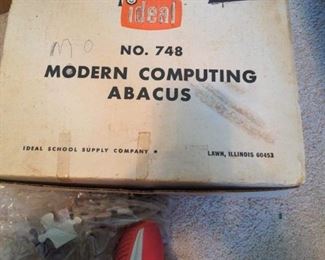 ideal
MO
NO. 748
MODERN COMPUTING
ABACUS
IDEAL SCHOOL SUPPLY COMPANY • LAWN, ILLINOIS 60453